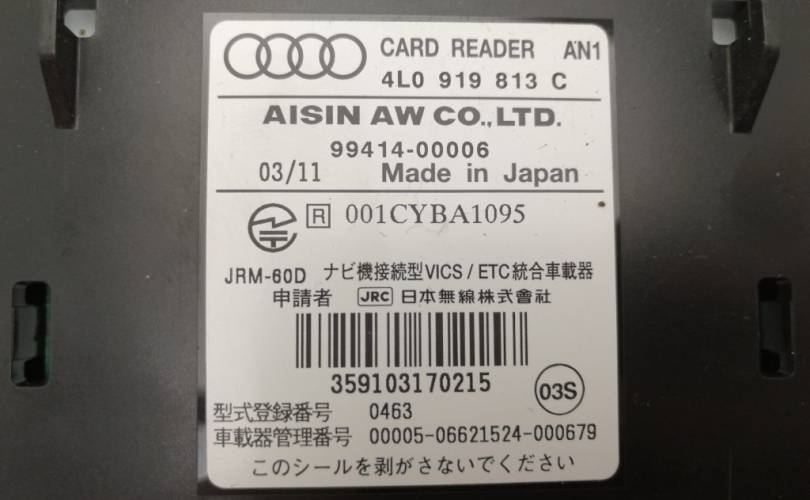 CARD READER AN1
4L0 919 813 C
AISIN AW CO.,LTD.
99414-00006
03/11 Made in Japan
R 001CYBA1095
JRM-60D ナビ機接続型VICS/ETC統合車載器
申請者 JRC 日本無線株式會社
359103170215
03S
型式登録番号 0463
車載器管理番号 00005-06621524-000679
このシールを剥がさないでください